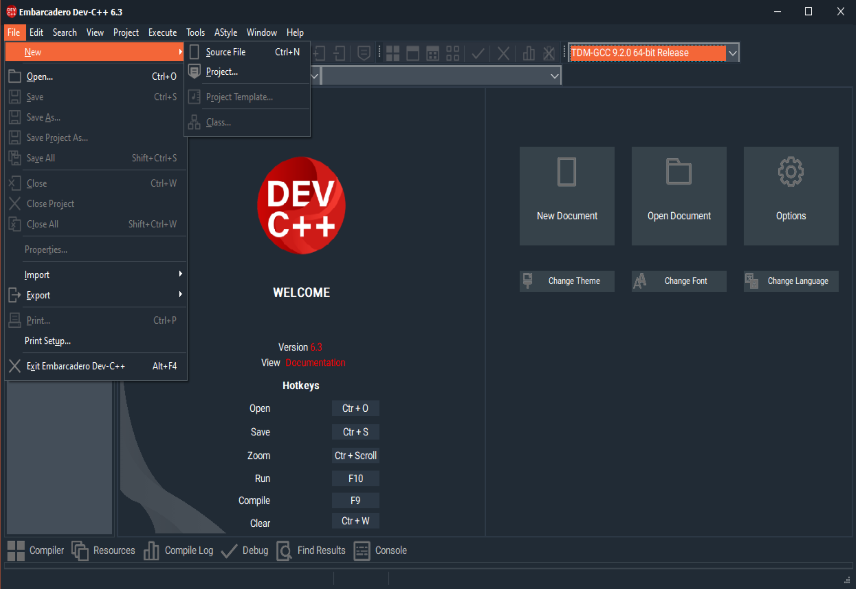 Embarcadero Dev-C++ 6.3
File Edit Search View Project Execute Tools AStyle Window Help
New
Source File Ctrl+N
Project...
Project Template...
Class...
TDM-GCC 9.2.0 64-bit Release
Open... Ctrl+O
Save Ctrl+S
Save As...
Save Project As...
Save All Shift+Ctrl+S
Close Ctrl+W
Close Project
Close All Shift+Ctrl+W
Properties...
Import
Export
Print... Ctrl+P
Print Setup...
Exit Embarcadero Dev-C++ Alt+F4
DEV
C++
DEV
C++
WELCOME
Version 6.3
View Documentation
Hotkeys
Open Ctr + O
Save Ctr + S
Zoom Ctr + Scroll
Run F10
Compile F9
Clear Ctr + W
New Document Open Document Options
Change Theme Change Font Change Language
Compiler Resources Compile Log Debug Find Results Console